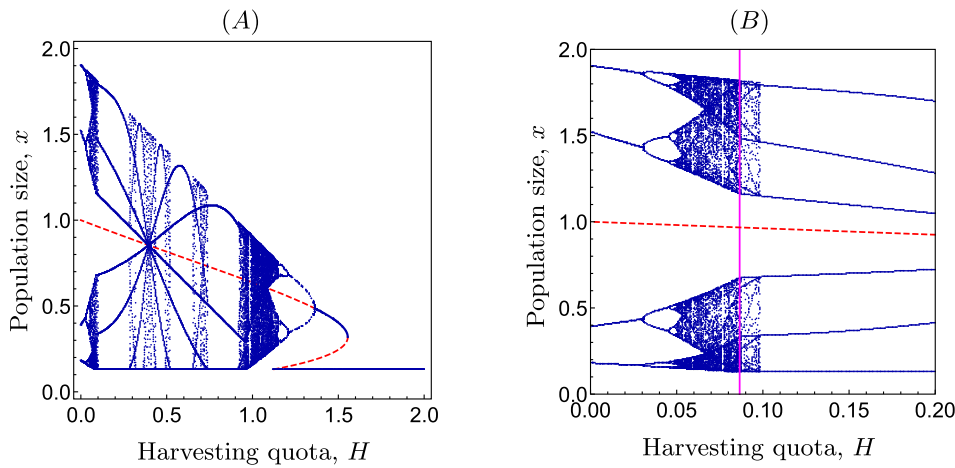 (A)
(B)
2.0
1.5
1.0
0.5
0.0
Population size, x
0.0 0.5 1.0 1.5 2.0
Harvesting quota, H
2.0
1.5
1.0
0.5
0.0
Population size, x
0.00 0.05 0.10 0.15 0.20
Harvesting quota, H